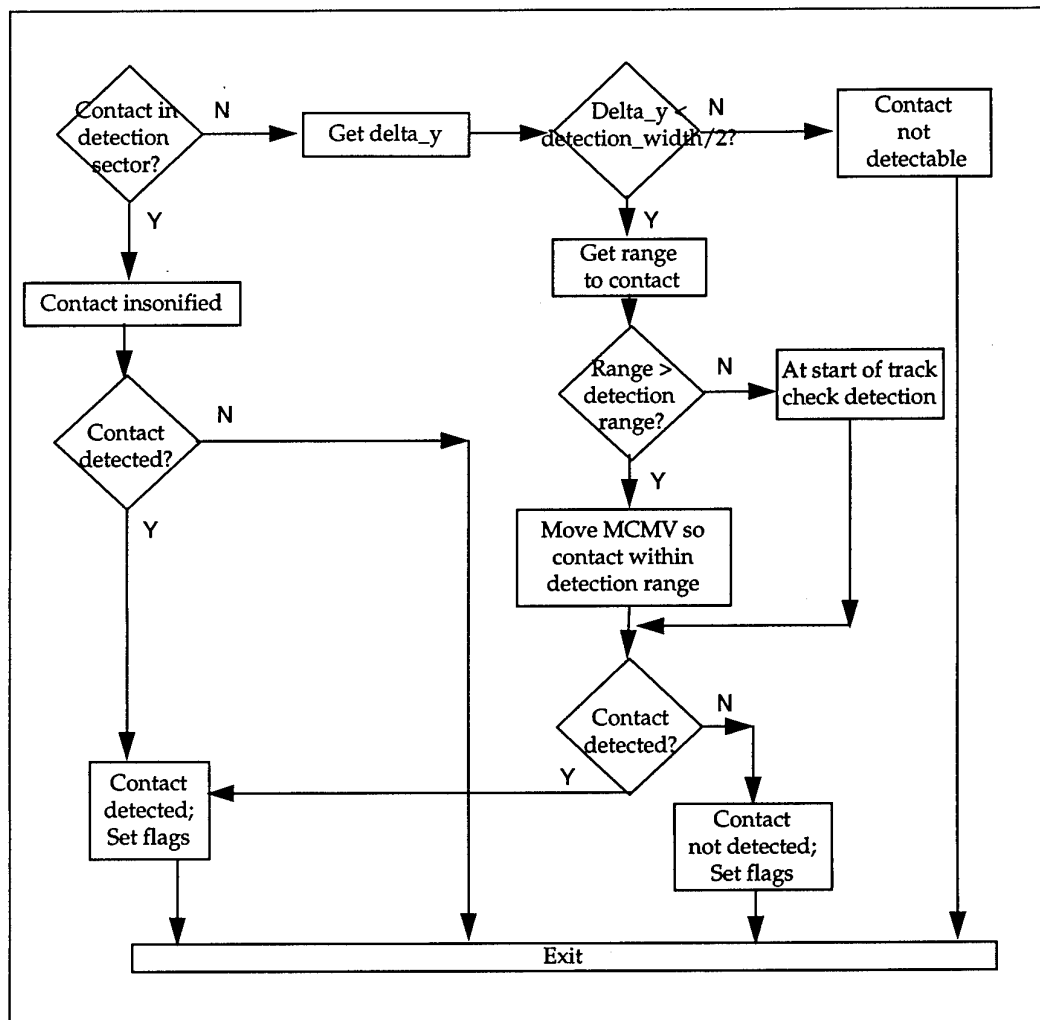 Contact in
detection
sector?
N
Get delta_y
Delta_y <
detection_width/2?
N
Contact
not
detectable
Y
Y
Contact insonified
Get range
to contact
Range >
detection
range?
N
At start of track
check detection
Contact
detected?
N
Y
Y
Move MCMV so
contact within
detection range
Contact
detected?
N
Y
Contact
detected;
Set flags
Contact
not detected;
Set flags
Exit